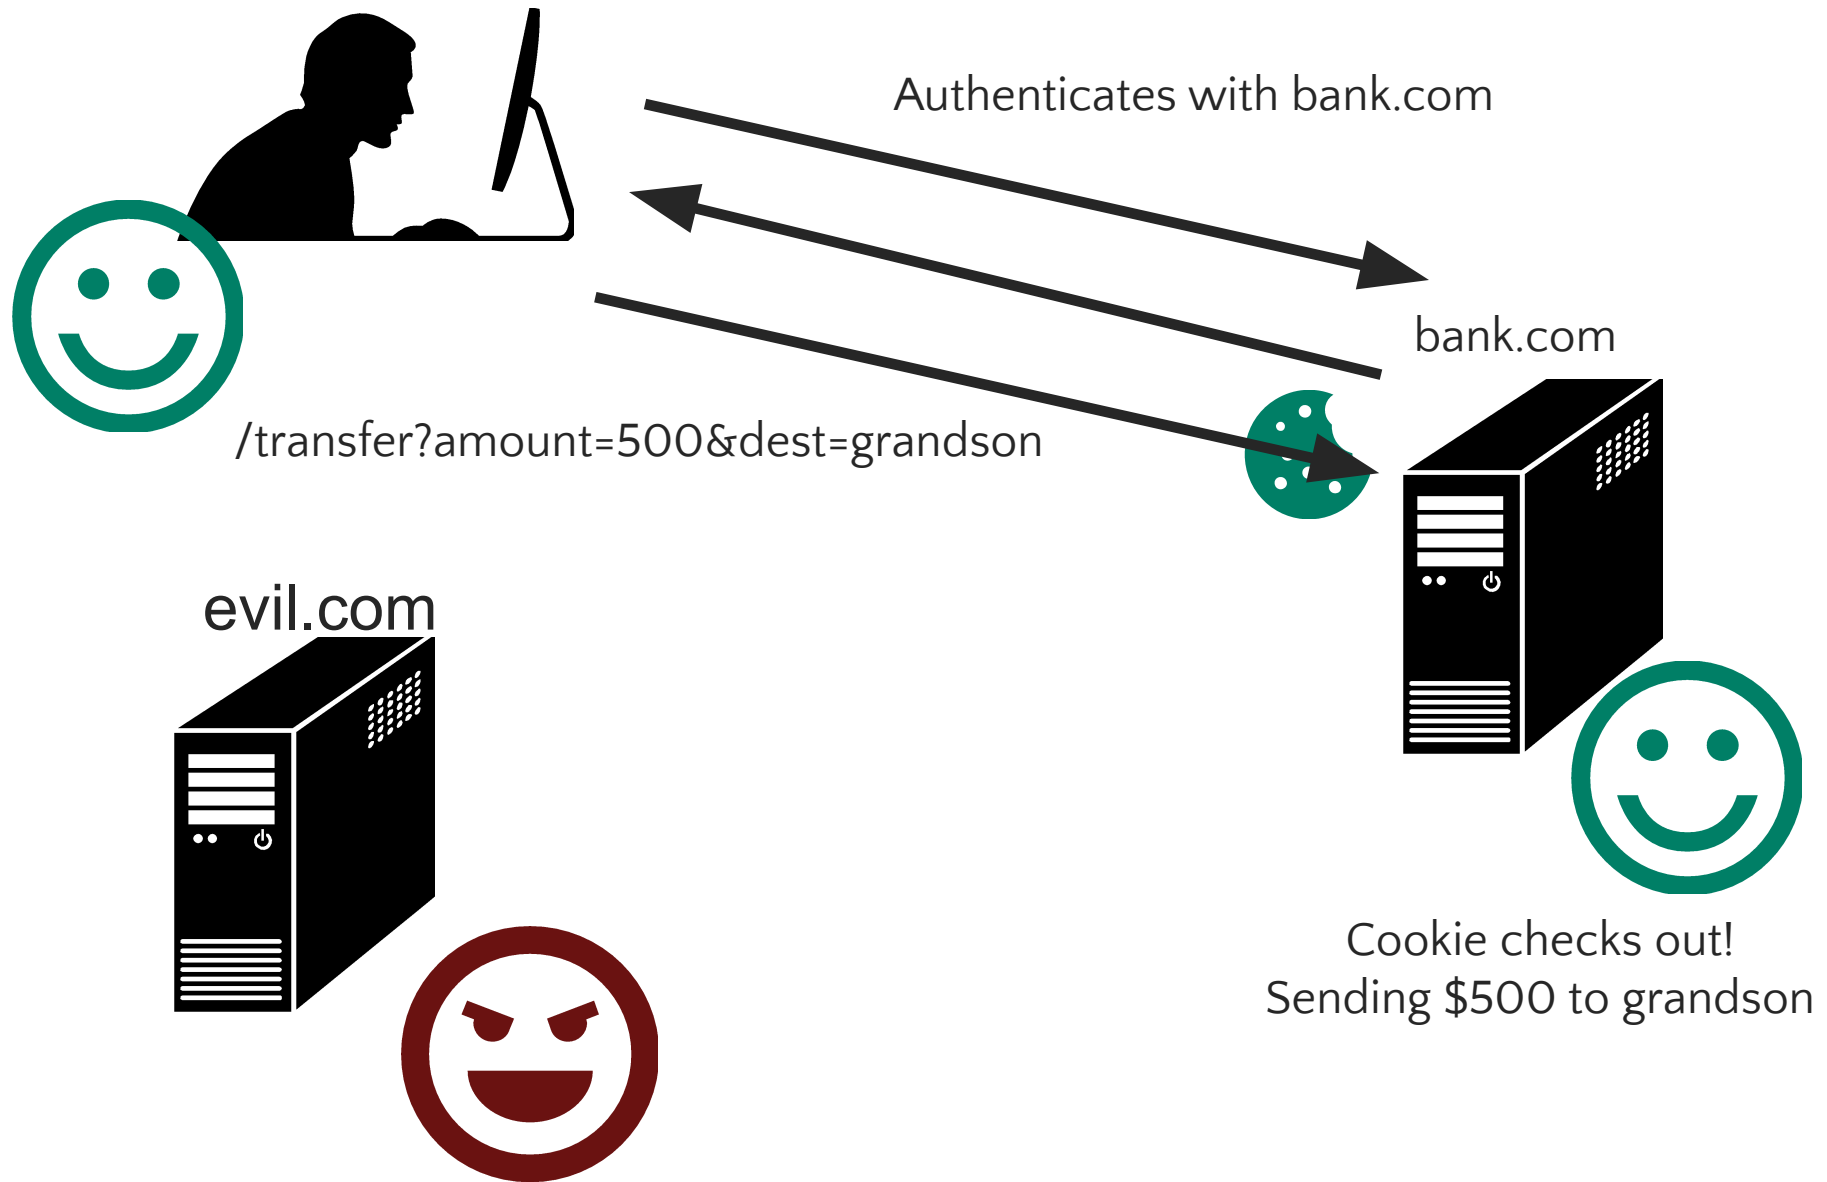 Authenticates with bank.com
bank.com
/transfer?amount=500&dest=grandson
evil.com
Cookie checks out!
Sending $500 to grandson